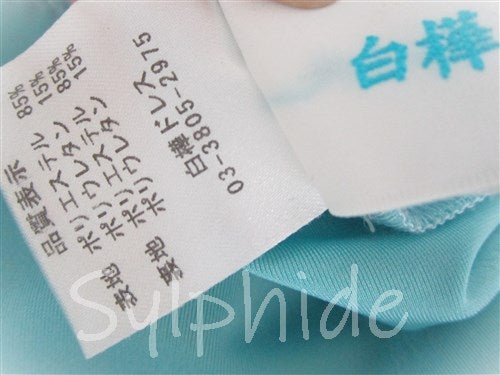 品質表示
表地 ポリエステル 85%
ポリウレタン 15%
裏地 ポリエステル 85%
ポリウレタン 15%
白樺ドレス
03-3805-2975
白樺
Sylphide